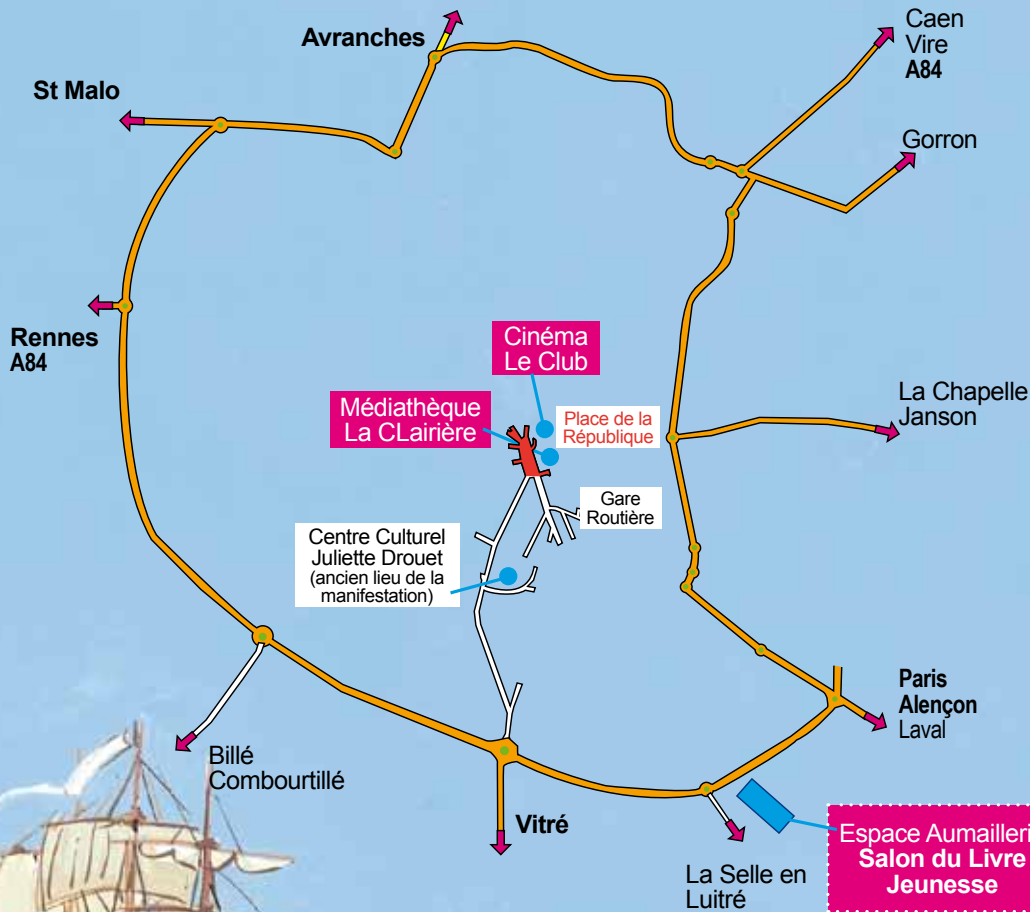 Avranches
Caen
Vire
A84
St Malo
Gorron
Rennes
A84
Cinéma
Le Club
Médiathèque
La CLairière
Place de la
République
La Chapelle
Janson
Gare
Routière
Centre Culturel
Juliette Drouet
(ancien lieu de la
manifestation)
Paris
Alençon
Laval
Billé
Combourtillé
Vitré
La Selle en
Luitré
Espace Aumailleri
Salon du Livre
Jeunesse